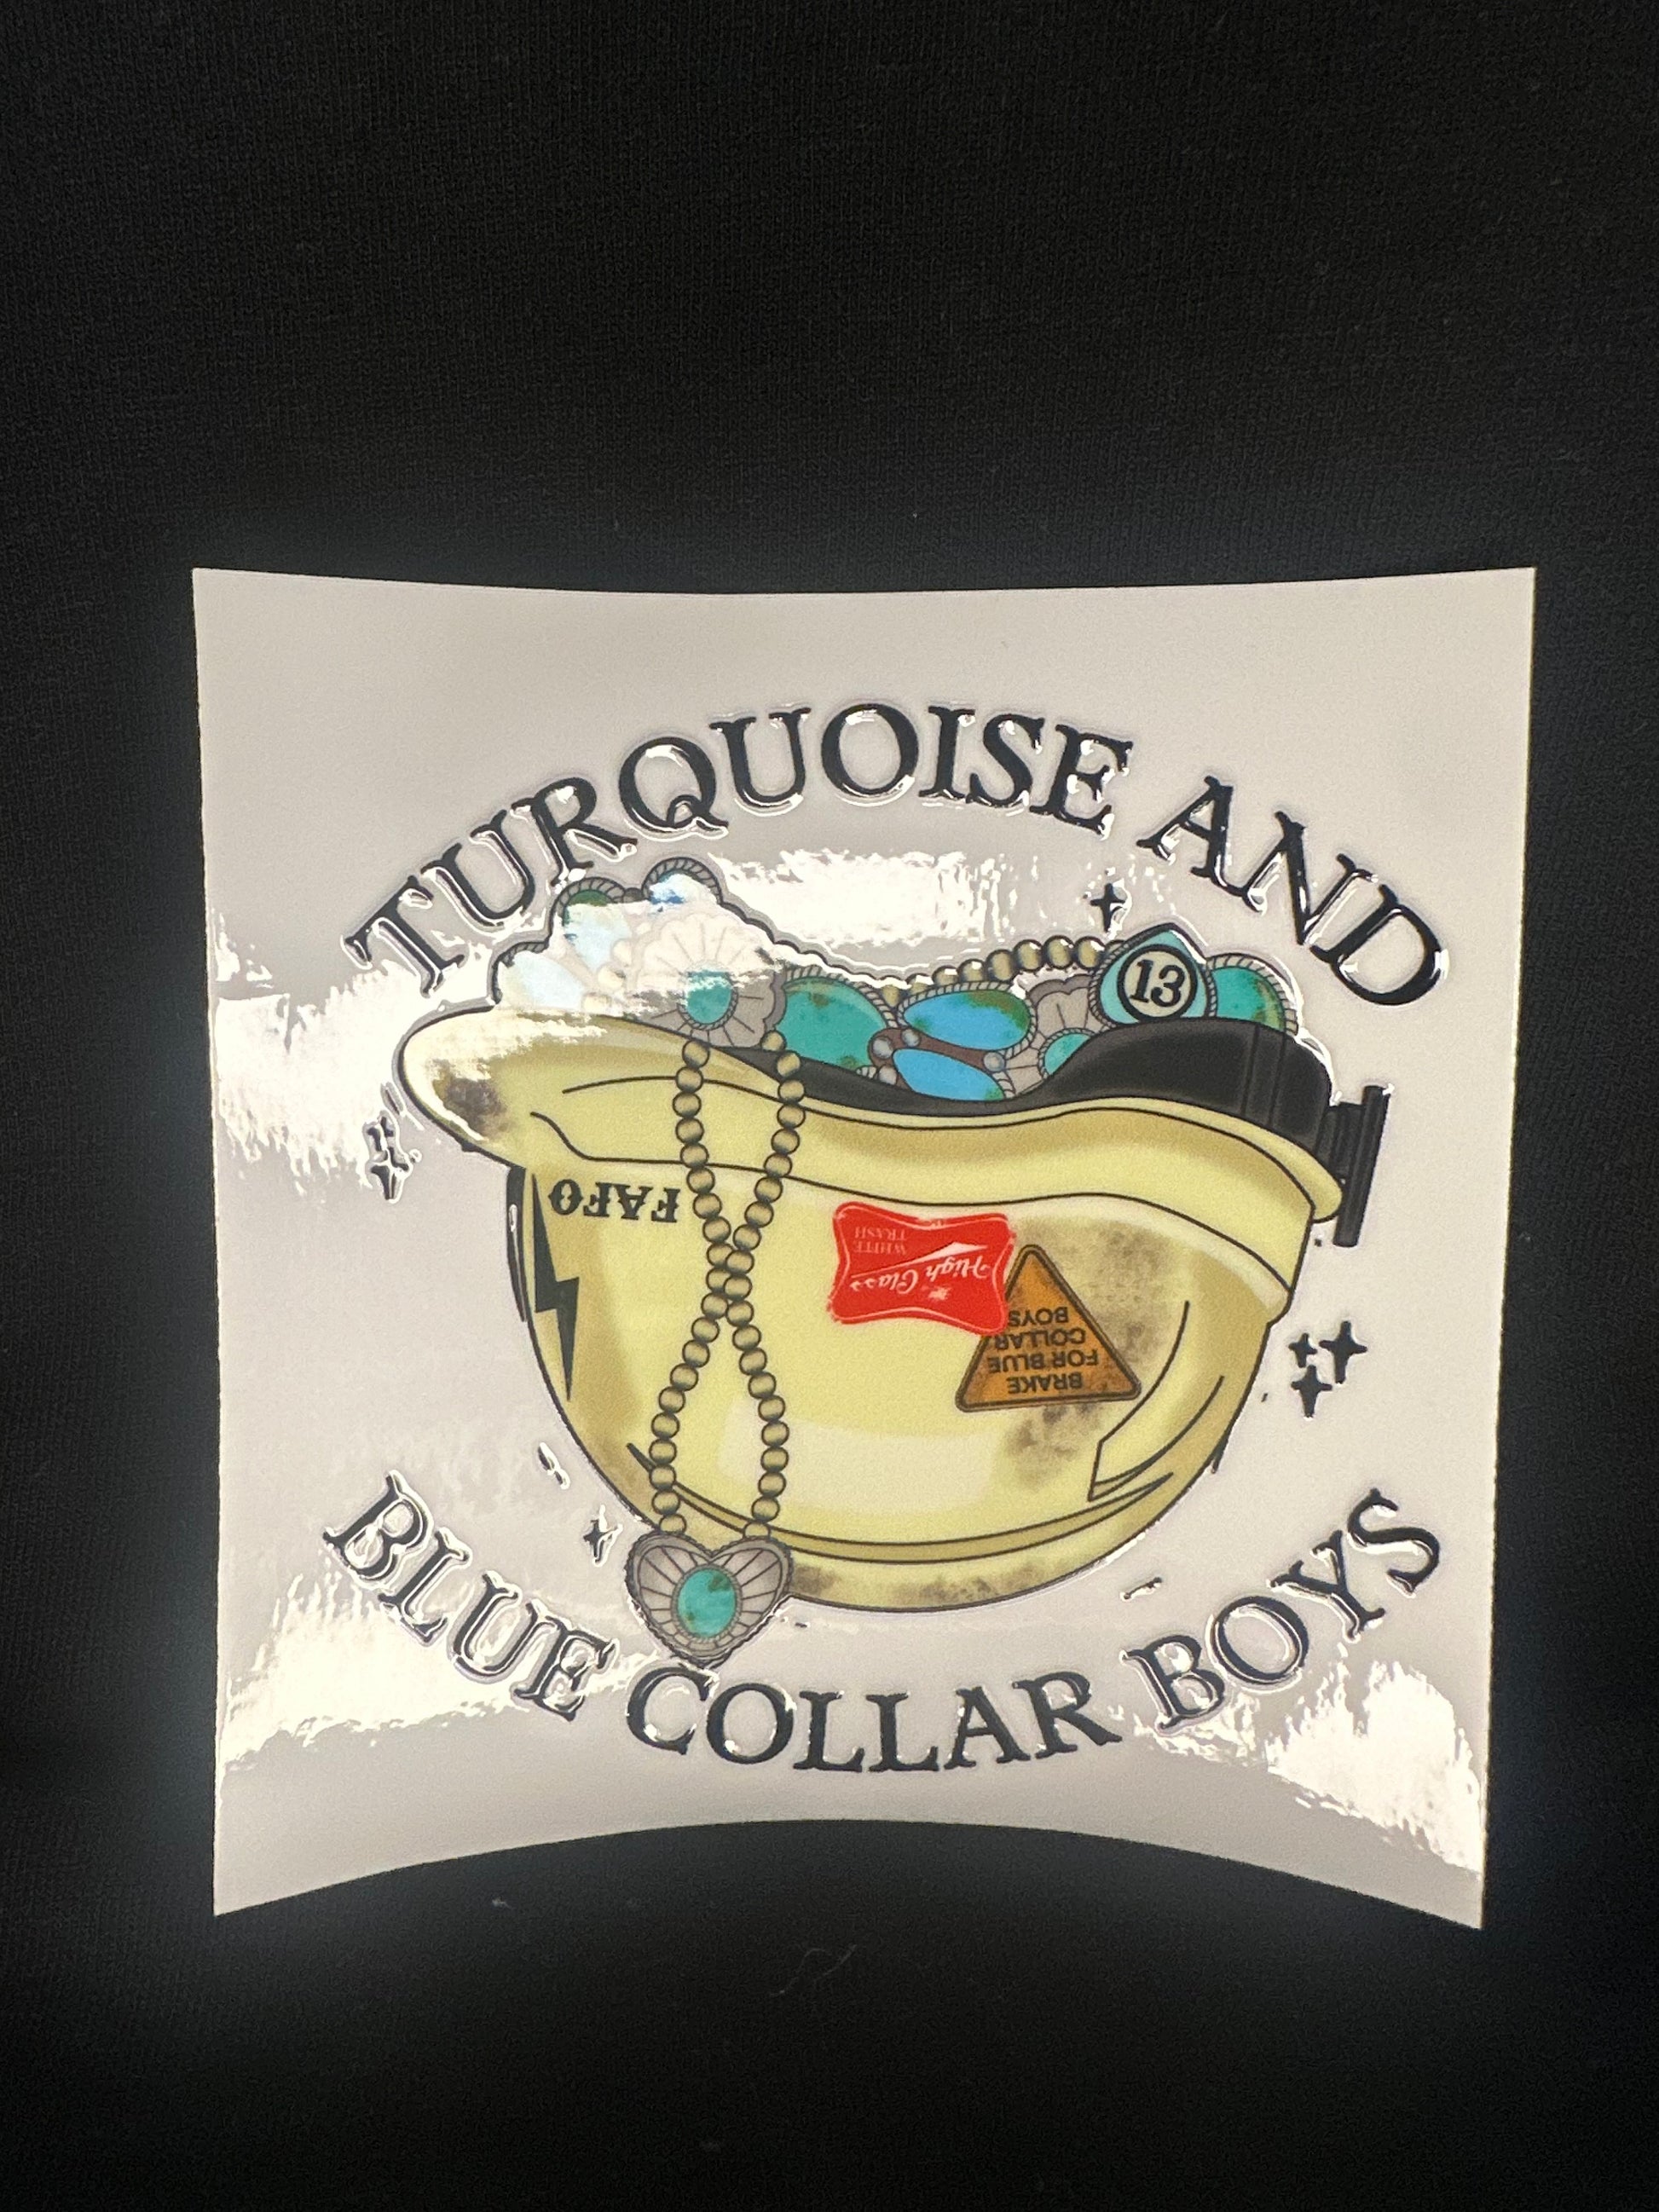 TURQUOISE AND
13
FAFO
High Class
WHITE
TRASH
BRAKE
FOR BLUE
COLLAR
BOYS
BLUE COLLAR BOYS